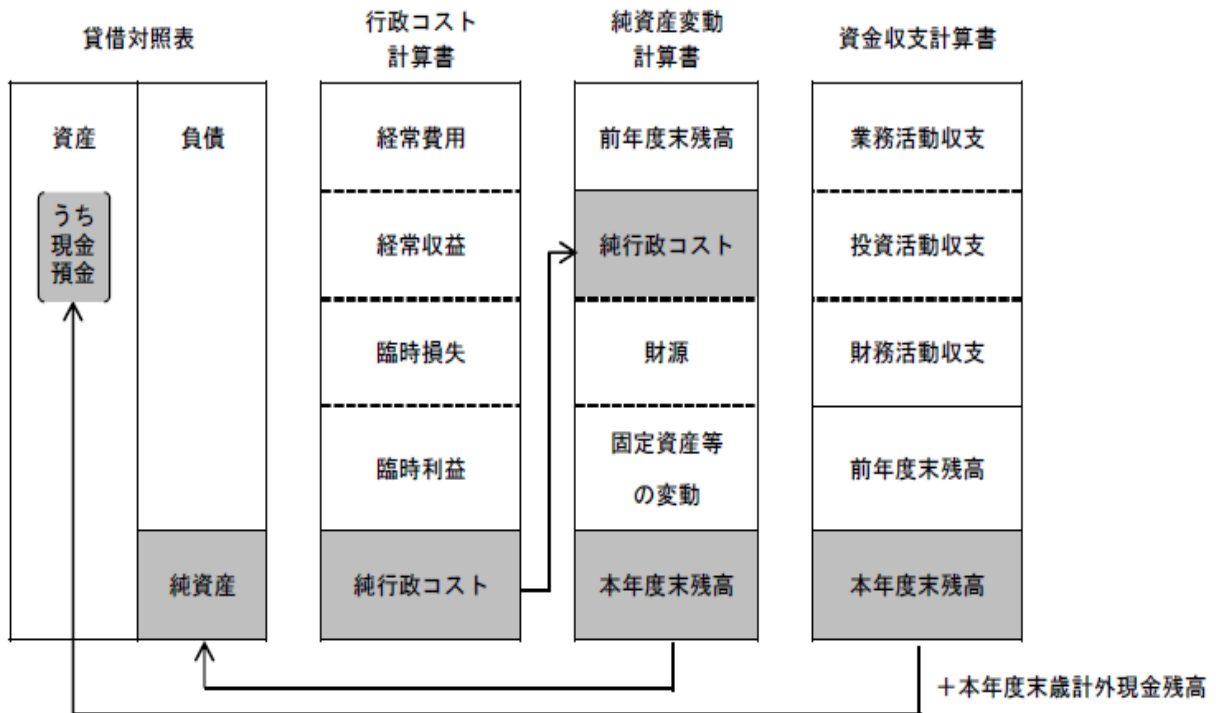 貸借対照表
資産
うち
現金
預金
負債
純資産
行政コスト
計算書
経常費用
経常収益
臨時損失
臨時利益
純行政コスト
純資産変動
計算書
前年度末残高
純行政コスト
財源
固定資産等
の変動
本年度末残高
資金収支計算書
業務活動収支
投資活動収支
財務活動収支
前年度末残高
本年度末残高
＋本年度末歳計外現金残高